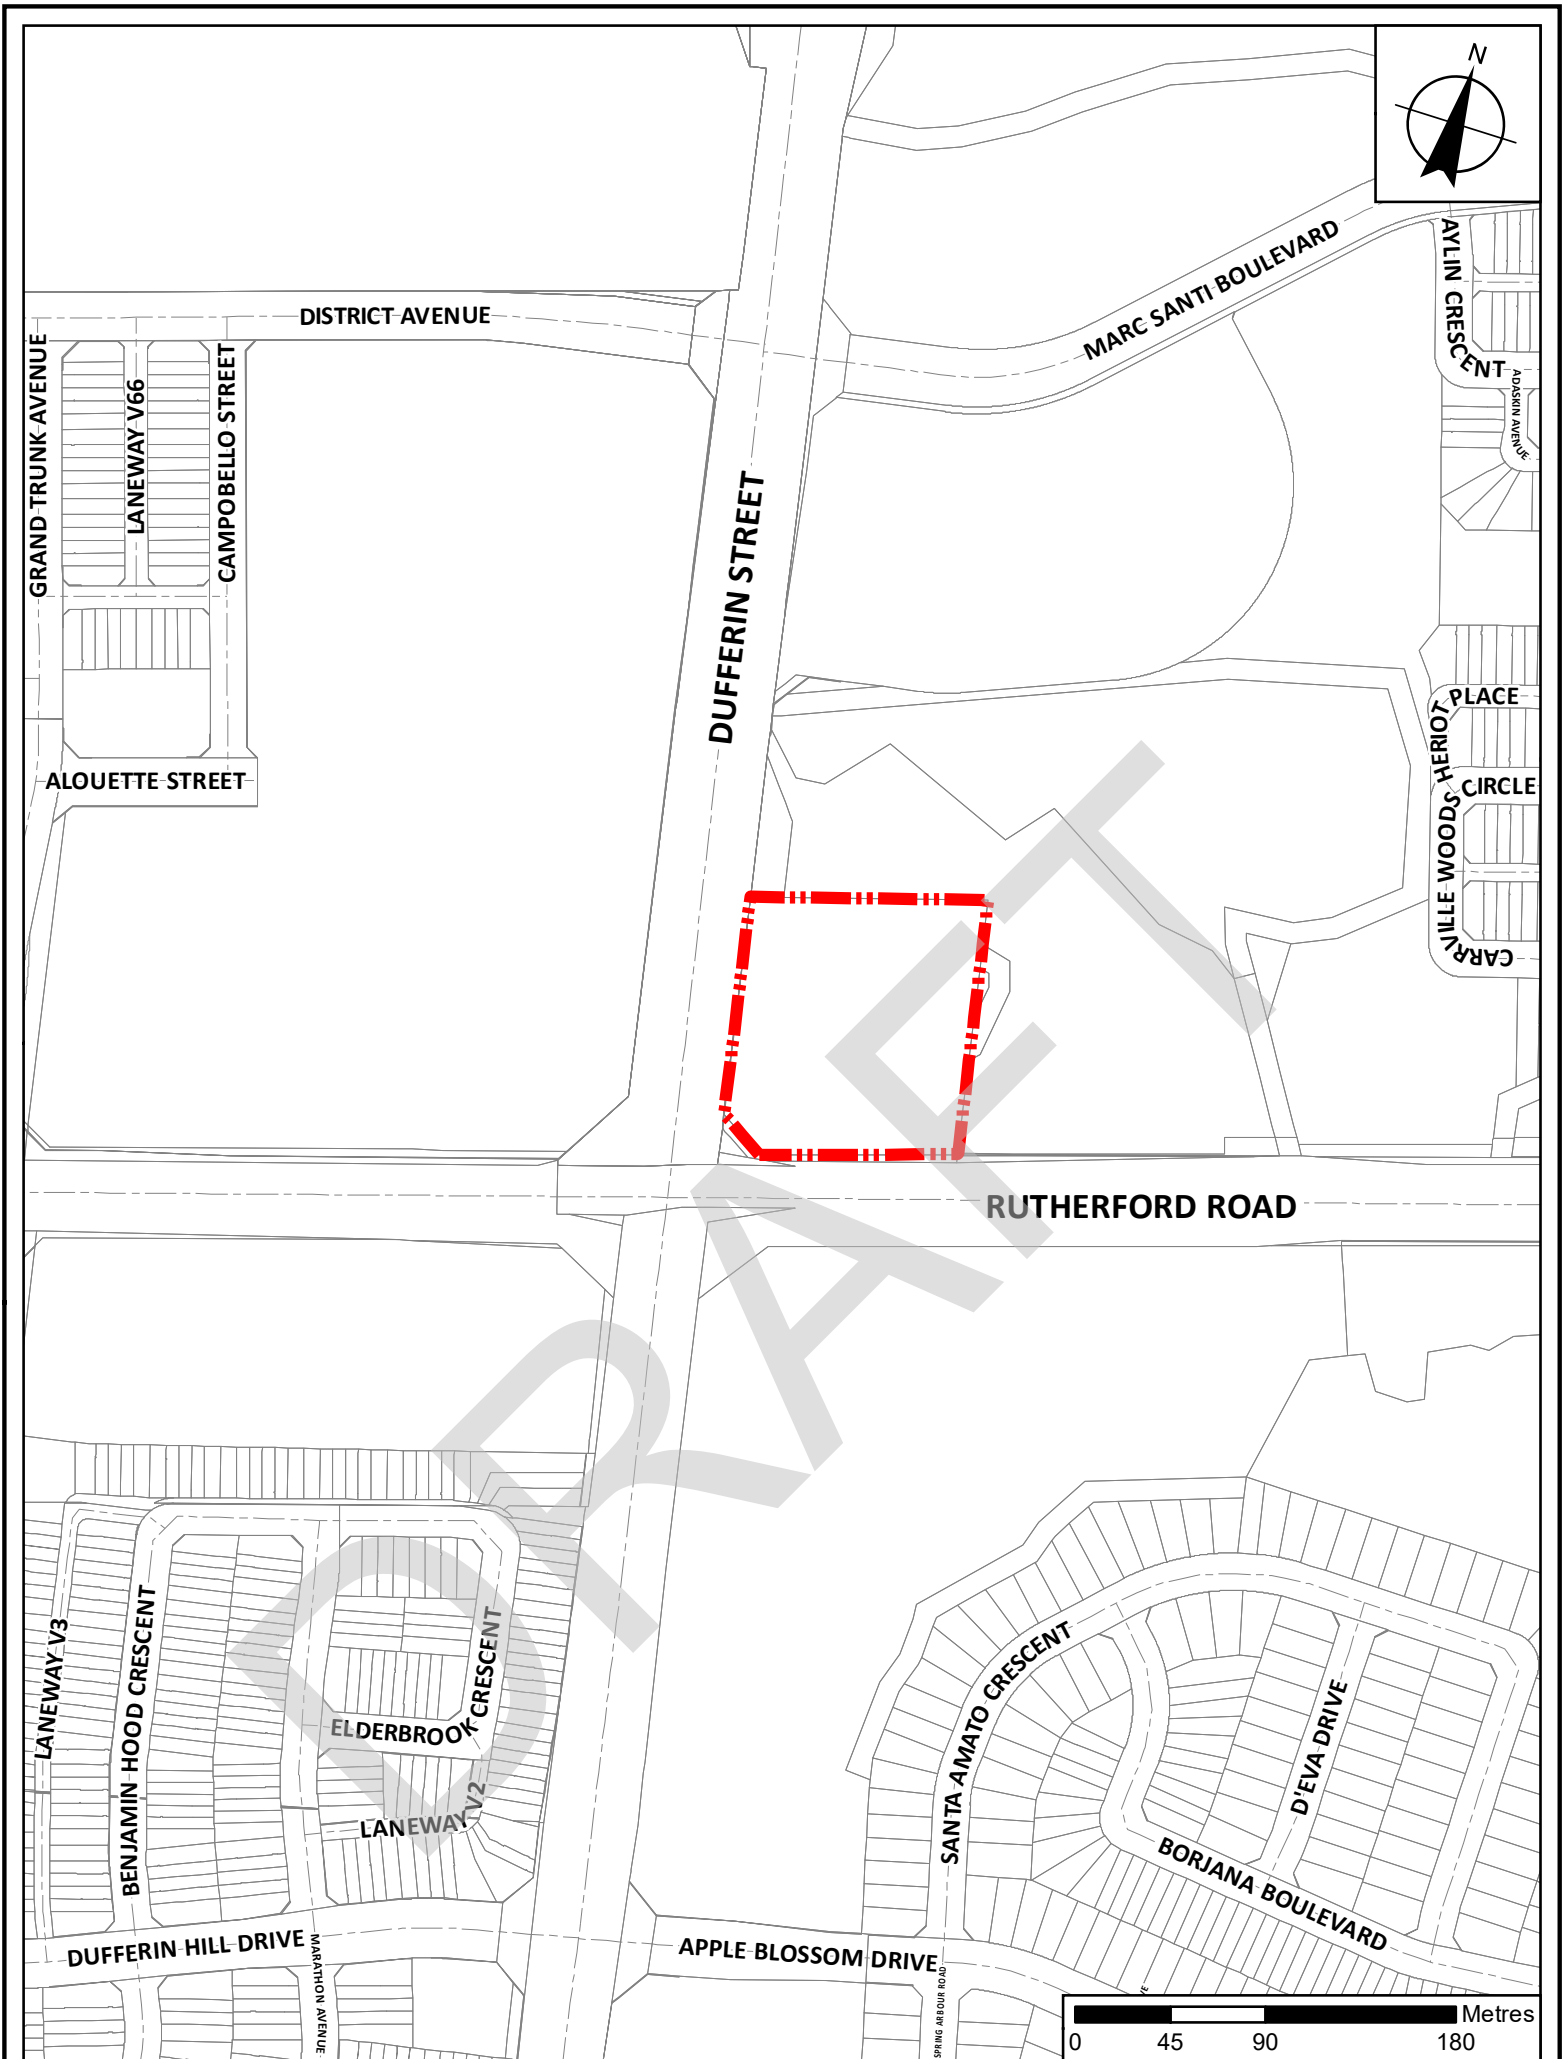 N
DISTRICT AVENUE
MARC SANTI BOULEVARD
AYLIN CRESCENT
ADASKIN AVENUE
GRAND TRUNK AVENUE
LANEWAY V66
CAMPOBELLO STREET
DUFFERIN STREET
ALOUETTE STREET
HERIOT PLACE
CARRVILLE WOODS CIRCLE
RUTHERFORD ROAD
DRAFT
LANEWAY V3
BENJAMIN HOOD CRESCENT
ELDERBROOK CRESCENT
LANEWAY V2
SANTA AMATO CRESCENT
D'EVA DRIVE
BORJANA BOULEVARD
DUFFERIN HILL DRIVE
MARATHON AVENUE
APPLE BLOSSOM DRIVE
SPRING ARBOUR ROAD
Metres
0 45 90 180